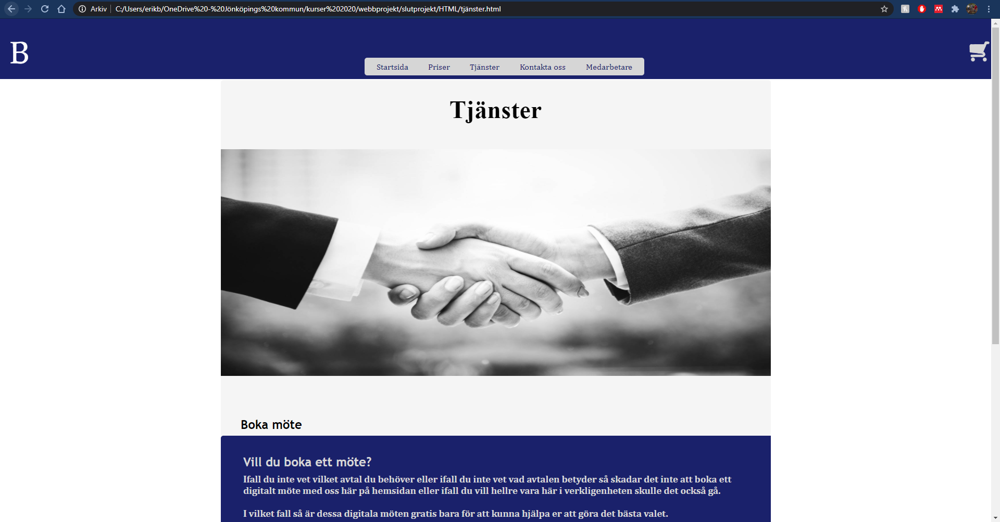 Arkiv C:/Users/erikb/OneDrive%20-%20Jönköpings%20kommun/kurser%202020/webbprojekt/slutprojekt/HTML/tjänster.html
B
Startsida Priser Tjänster Kontakta oss Medarbetare
Tjänster
Boka möte
Vill du boka ett möte?
Ifall du inte vet vilket avtal du behöver eller ifall du inte vet vad avtalen betyder så skadar det inte att boka ett
digitalt möte med oss här på hemsidan eller ifall du vill hellre vara här i verkligenheten skulle det också gå.
I vilket fall så är dessa digitala möten gratis bara för att kunna hjälpa er att göra det bästa valet.